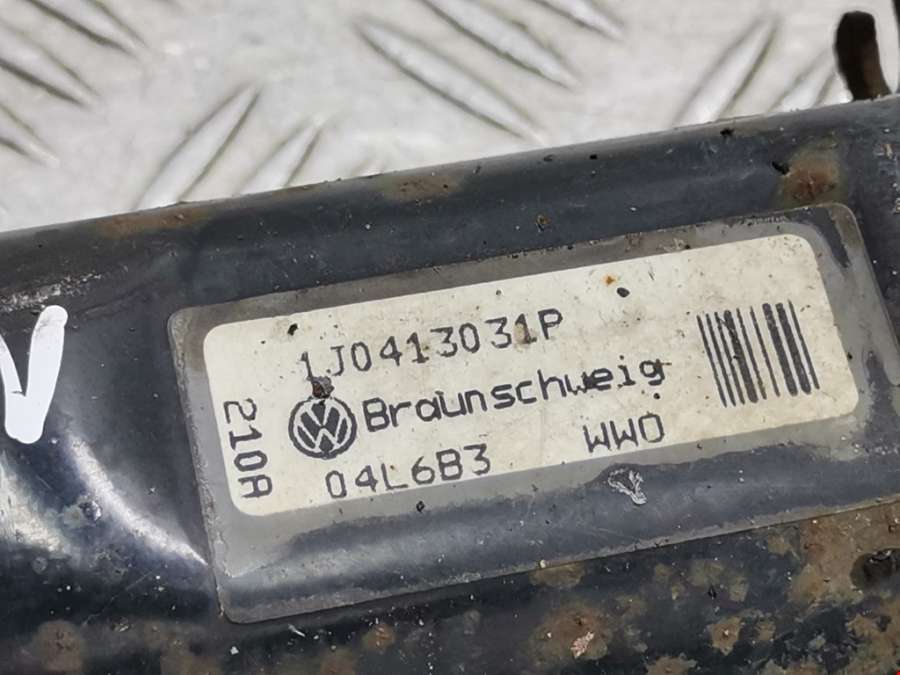 1J0413031P
Braunschweig
04L6B3 WWO
210A
V